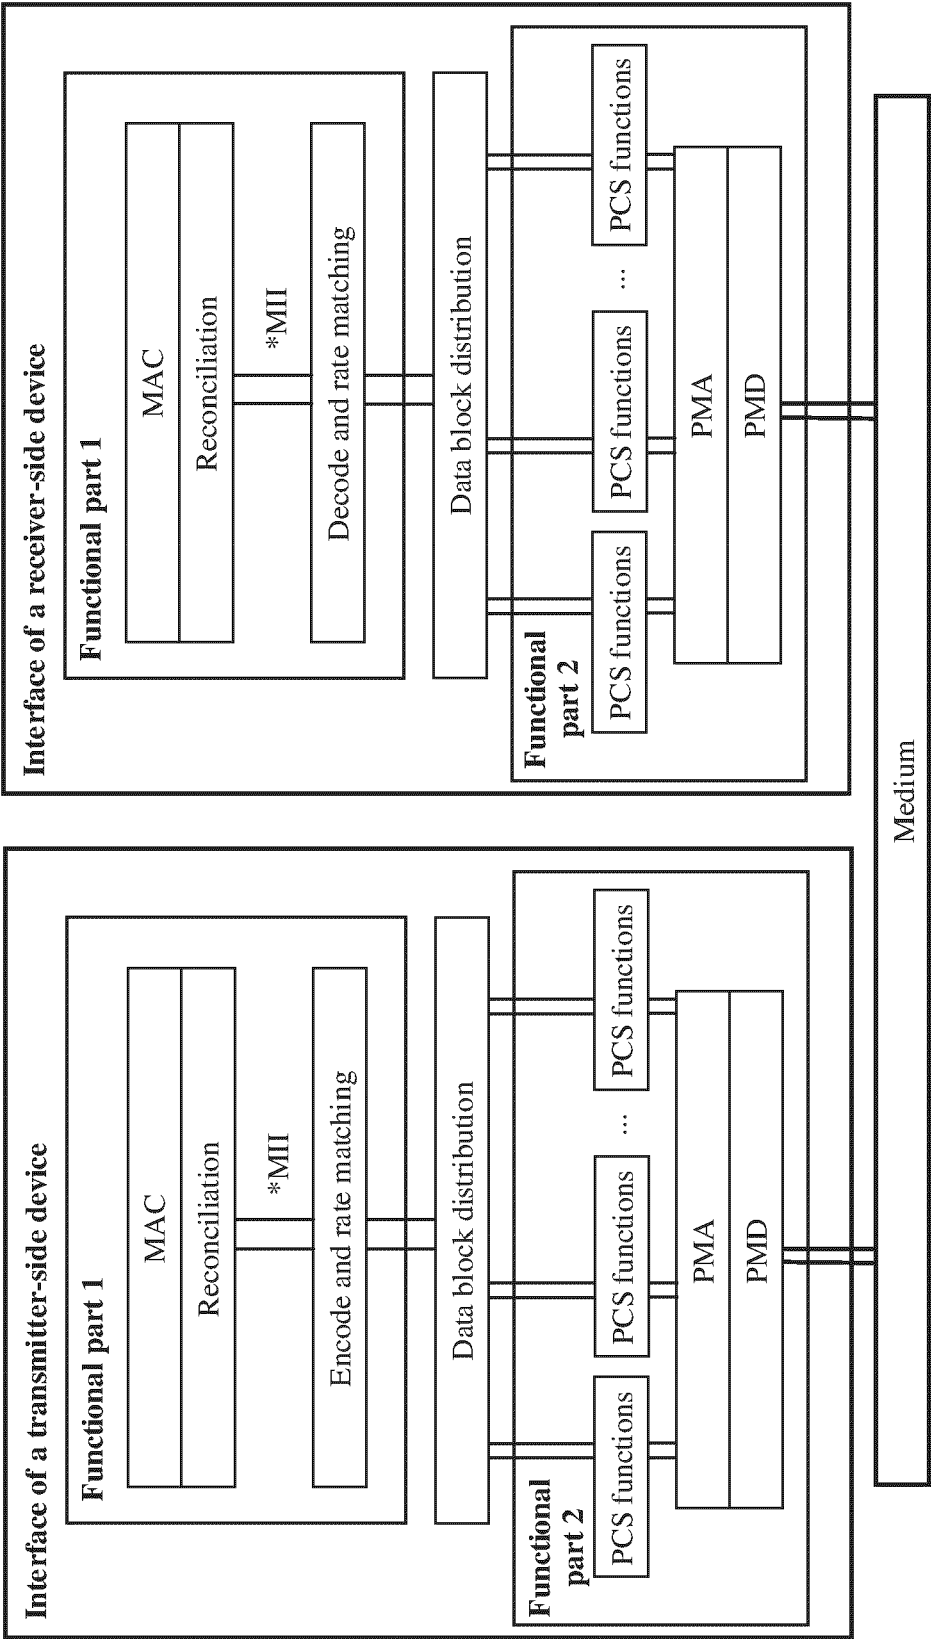 Interface of a transmitter-side device
Functional part 1
MAC
Reconciliation
*MII
Encode and rate matching
Data block distribution
Functional
part 2
PCS functions
PCS functions
...
PCS functions
PMA
PMD
Interface of a receiver-side device
Functional part 1
MAC
Reconciliation
*MII
Decode and rate matching
Data block distribution
Functional
part 2
PCS functions
PCS functions
...
PCS functions
PMA
PMD
Medium